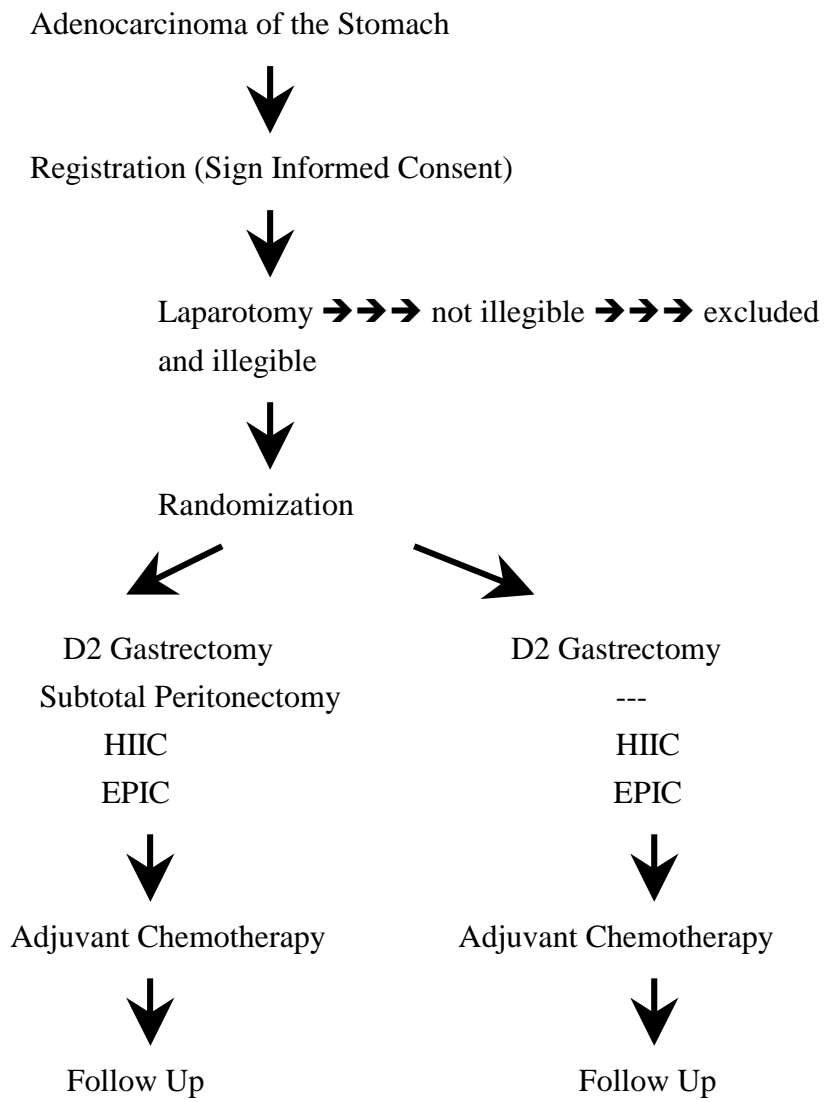 Adenocarcinoma of the Stomach
Registration (Sign Informed Consent)
Laparotomy ➔➔➔ not illegible ➔➔➔ excluded
and illegible
Randomization
D2 Gastrectomy
Subtotal Peritonectomy
HIIC
EPIC
Adjuvant Chemotherapy
Follow Up
D2 Gastrectomy
---
HIIC
EPIC
Adjuvant Chemotherapy
Follow Up